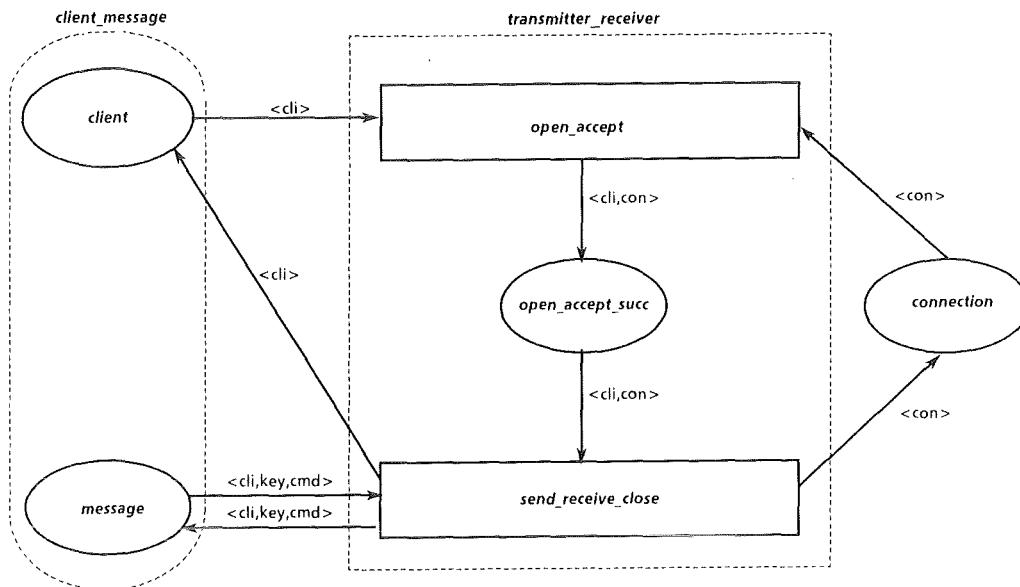 client_message
transmitter_receiver
client
<cli>
open_accept
<cli,con>
<con>
<cli>
open_accept_succ
connection
<cli,con>
<con>
message
<cli,key,cmd>
<cli,key,cmd>
send_receive_close